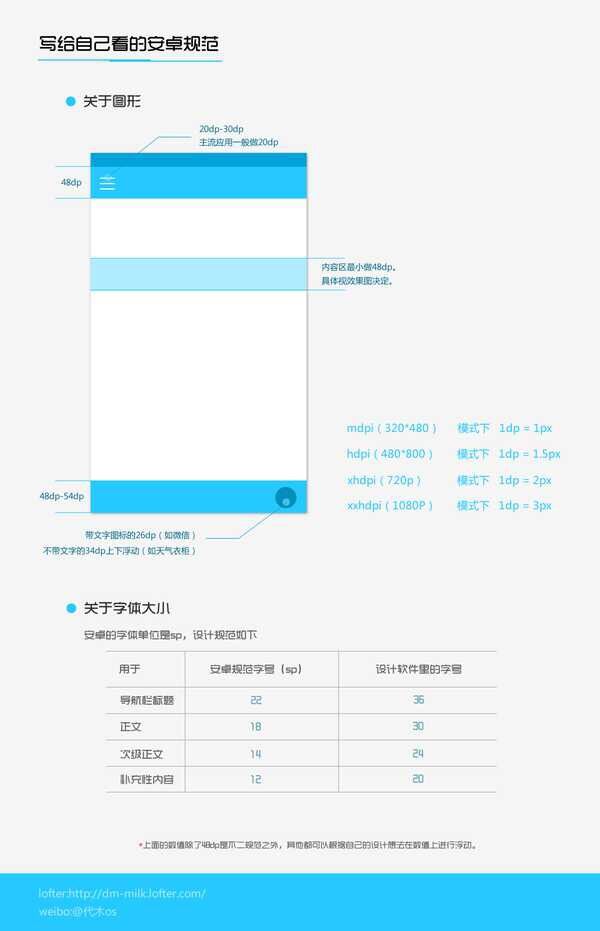 写给自己看的安卓规范
关于图形
20dp-30dp
主流应用一般做20dp
48dp
内容区最小做48dp。
具体视效果图决定。
mdpi（320*480） 模式下 1dp = 1px
hdpi（480*800） 模式下 1dp = 1.5px
xhdpi（720p） 模式下 1dp = 2px
xxhdpi（1080P） 模式下 1dp = 3px
48dp-54dp
带文字图标的26dp（如微信）
不带文字的34dp上下浮动（如天气衣柜）
关于字体大小
安卓的字体单位是sp，设计规范如下
用于 安卓规范字号（sp） 设计软件里的字号
导航栏标题 22 36
正文 18 30
次级正文 14 24
补充性内容 12 20
*上面的数值除了48dp是不二规范之外，其他都可以根据自己的设计想法在数值上进行浮动。
lofter:http://dm-milk.lofter.com/
weibo:@代木os